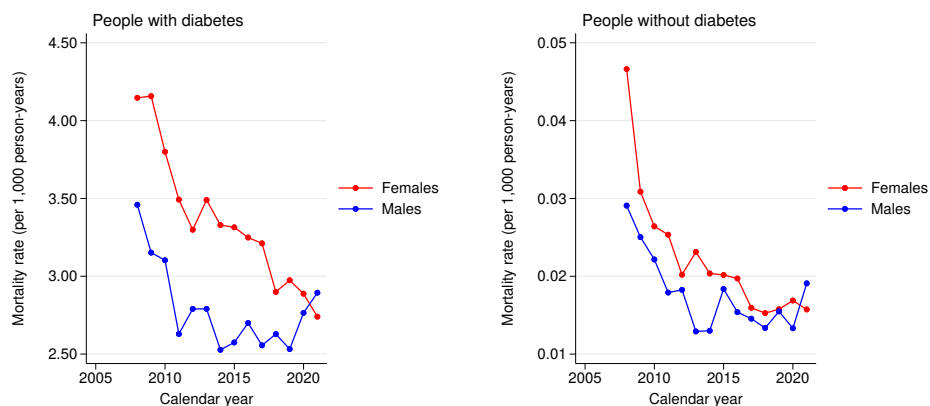 People with diabetes
4.50
4.00
3.50
3.00
2.50
Mortality rate (per 1,000 person-years)
2005 2010 2015 2020
Calendar year
Females
Males
People without diabetes
0.05
0.04
0.03
0.02
0.01
Mortality rate (per 1,000 person-years)
2005 2010 2015 2020
Calendar year
Females
Males